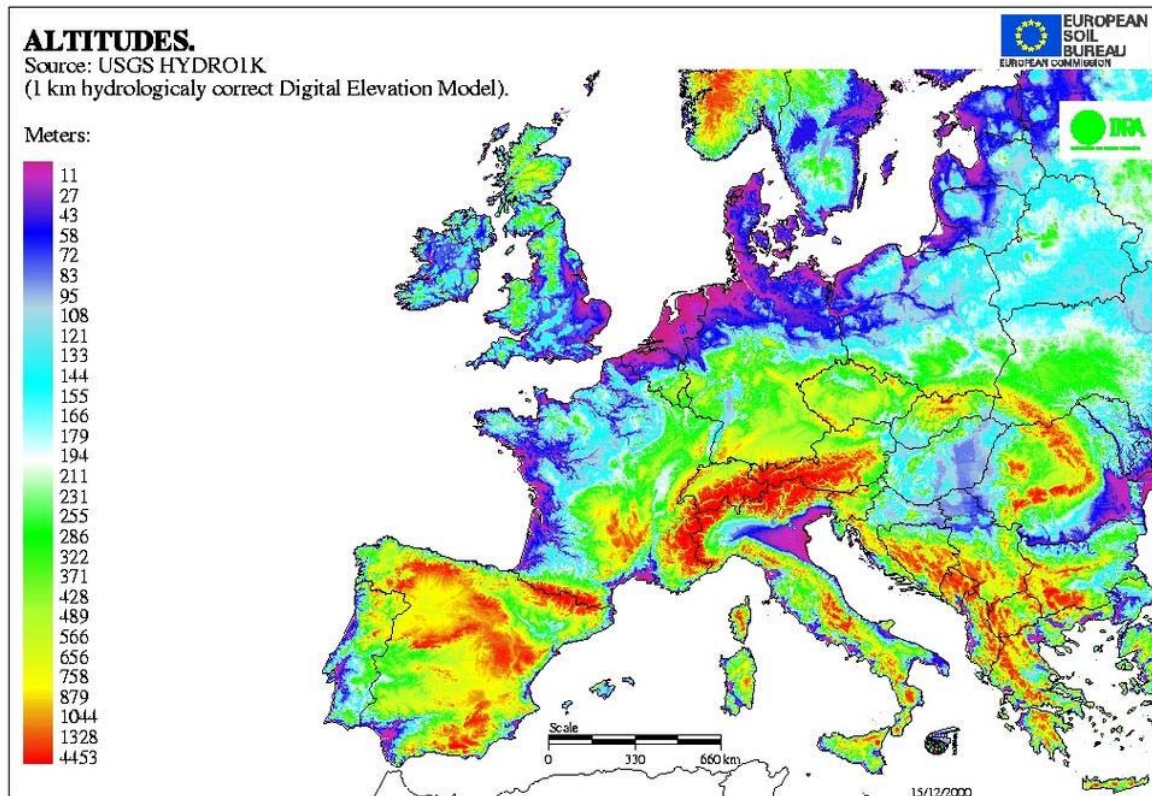 ALTITUDES.
Source: USGS HYDRO1K
(1 km hydrologicaly correct Digital Elevation Model).
EUROPEAN
SOIL
BUREAU
EUROPEAN COMMISSION
INRA
Meters:
11
27
43
58
72
83
95
108
121
133
144
155
166
179
194
211
231
255
286
322
371
428
489
566
656
758
879
1044
1328
4453
Scale
0 330 660 km
15/12/2000